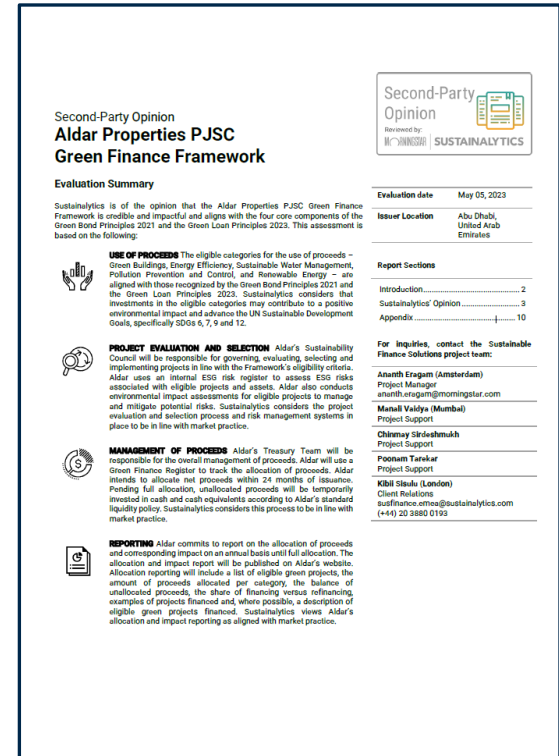 Second-Party Opinion
Aldar Properties PJSC
Green Finance Framework
Second-Party
Opinion
Reviewed by:
MORNINGSTAR | SUSTAINALYTICS
Evaluation Summary
Sustainalytics is of the opinion that the Aldar Properties PJSC Green Finance
Framework is credible and impactful and aligns with the four core components of the
Green Bond Principles 2021 and the Green Loan Principles 2023. This assessment is
based on the following:
USE OF PROCEEDS The eligible categories for the use of proceeds –
Green Buildings, Energy Efficiency, Sustainable Water Management,
Pollution Prevention and Control, and Renewable Energy – are
aligned with those recognized by the Green Bond Principles 2021 and
the Green Loan Principles 2023. Sustainalytics considers that
investments in the eligible categories may contribute to a positive
environmental impact and advance the UN Sustainable Development
Goals, specifically SDGs 6, 7, 9 and 12.
PROJECT EVALUATION AND SELECTION Aldar's Sustainability
Council will be responsible for governing, evaluating, selecting and
implementing projects in line with the Framework's eligibility criteria.
Aldar uses an internal ESG risk register to assess ESG risks
associated with eligible projects and assets. Aldar also conducts
environmental impact assessments for eligible projects to manage
and mitigate potential risks. Sustainalytics considers the project
evaluation and selection process and risk management systems in
place to be in line with market practice.
MANAGEMENT OF PROCEEDS Aldar's Treasury Team will be
responsible for the overall management of proceeds. Aldar will use a
Green Finance Register to track the allocation of proceeds. Aldar
intends to allocate net proceeds within 24 months of issuance.
Pending full allocation, unallocated proceeds will be temporarily
invested in cash and cash equivalents according to Aldar's standard
liquidity policy. Sustainalytics considers this process to be in line with
market practice.
REPORTING Aldar commits to report on the allocation of proceeds
and corresponding impact on an annual basis until full allocation. The
allocation and impact report will be published on Aldar's website.
Allocation reporting will include a list of eligible green projects, the
amount of proceeds allocated per category, the balance of
unallocated proceeds, the share of financing versus refinancing,
examples of projects financed and, where possible, a description of
eligible green projects financed. Sustainalytics views Aldar's
allocation and impact reporting as aligned with market practice.
Evaluation date May 05, 2023
Issuer Location Abu Dhabi,
United Arab
Emirates
Report Sections
Introduction 2
Sustainalytics' Opinion 3
Appendix 10
For inquiries, contact the Sustainable
Finance Solutions project team:
Ananth Eragam (Amsterdam)
Project Manager
ananth.eragam@morningstar.com
Manali Vaidya (Mumbai)
Project Support
Chinmay Sirdeshmukh
Project Support
Poonam Tarekar
Project Support
Kibii Sisulu (London)
Client Relations
susfinance.emea@sustainalytics.com
(+44) 20 3880 0193